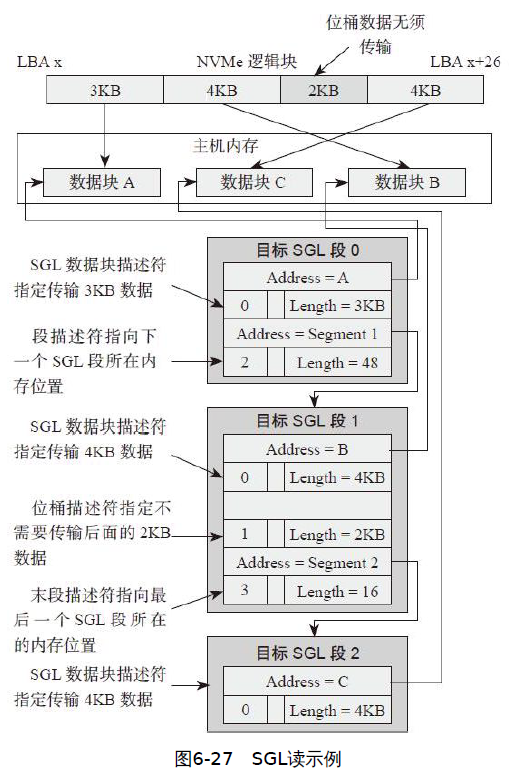 位桶数据无须
传输
LBA x
NVMe 逻辑块
LBA x+26
3KB
4KB
2KB
4KB
主机内存
数据块 A
数据块 C
数据块 B
目标 SGL 段 0
SGL 数据块描述符
指定传输 3KB 数据
Address = A
0
Length = 3KB
段描述符指向下
一个 SGL 段所在内
存位置
Address = Segment 1
2
Length = 48
目标 SGL 段 1
SGL 数据块描述符
指定传输 4KB 数据
Address = B
0
Length = 4KB
位桶描述符指定不
需要传输后面的 2KB
数据
1
Length = 2KB
Address = Segment 2
末段描述符指向最
后一个 SGL 段所在
的内存位置
3
Length = 16
目标 SGL 段 2
SGL 数据块描述符
指定传输 4KB 数据
Address = C
0
Length = 4KB
图6-27 SGL读示例